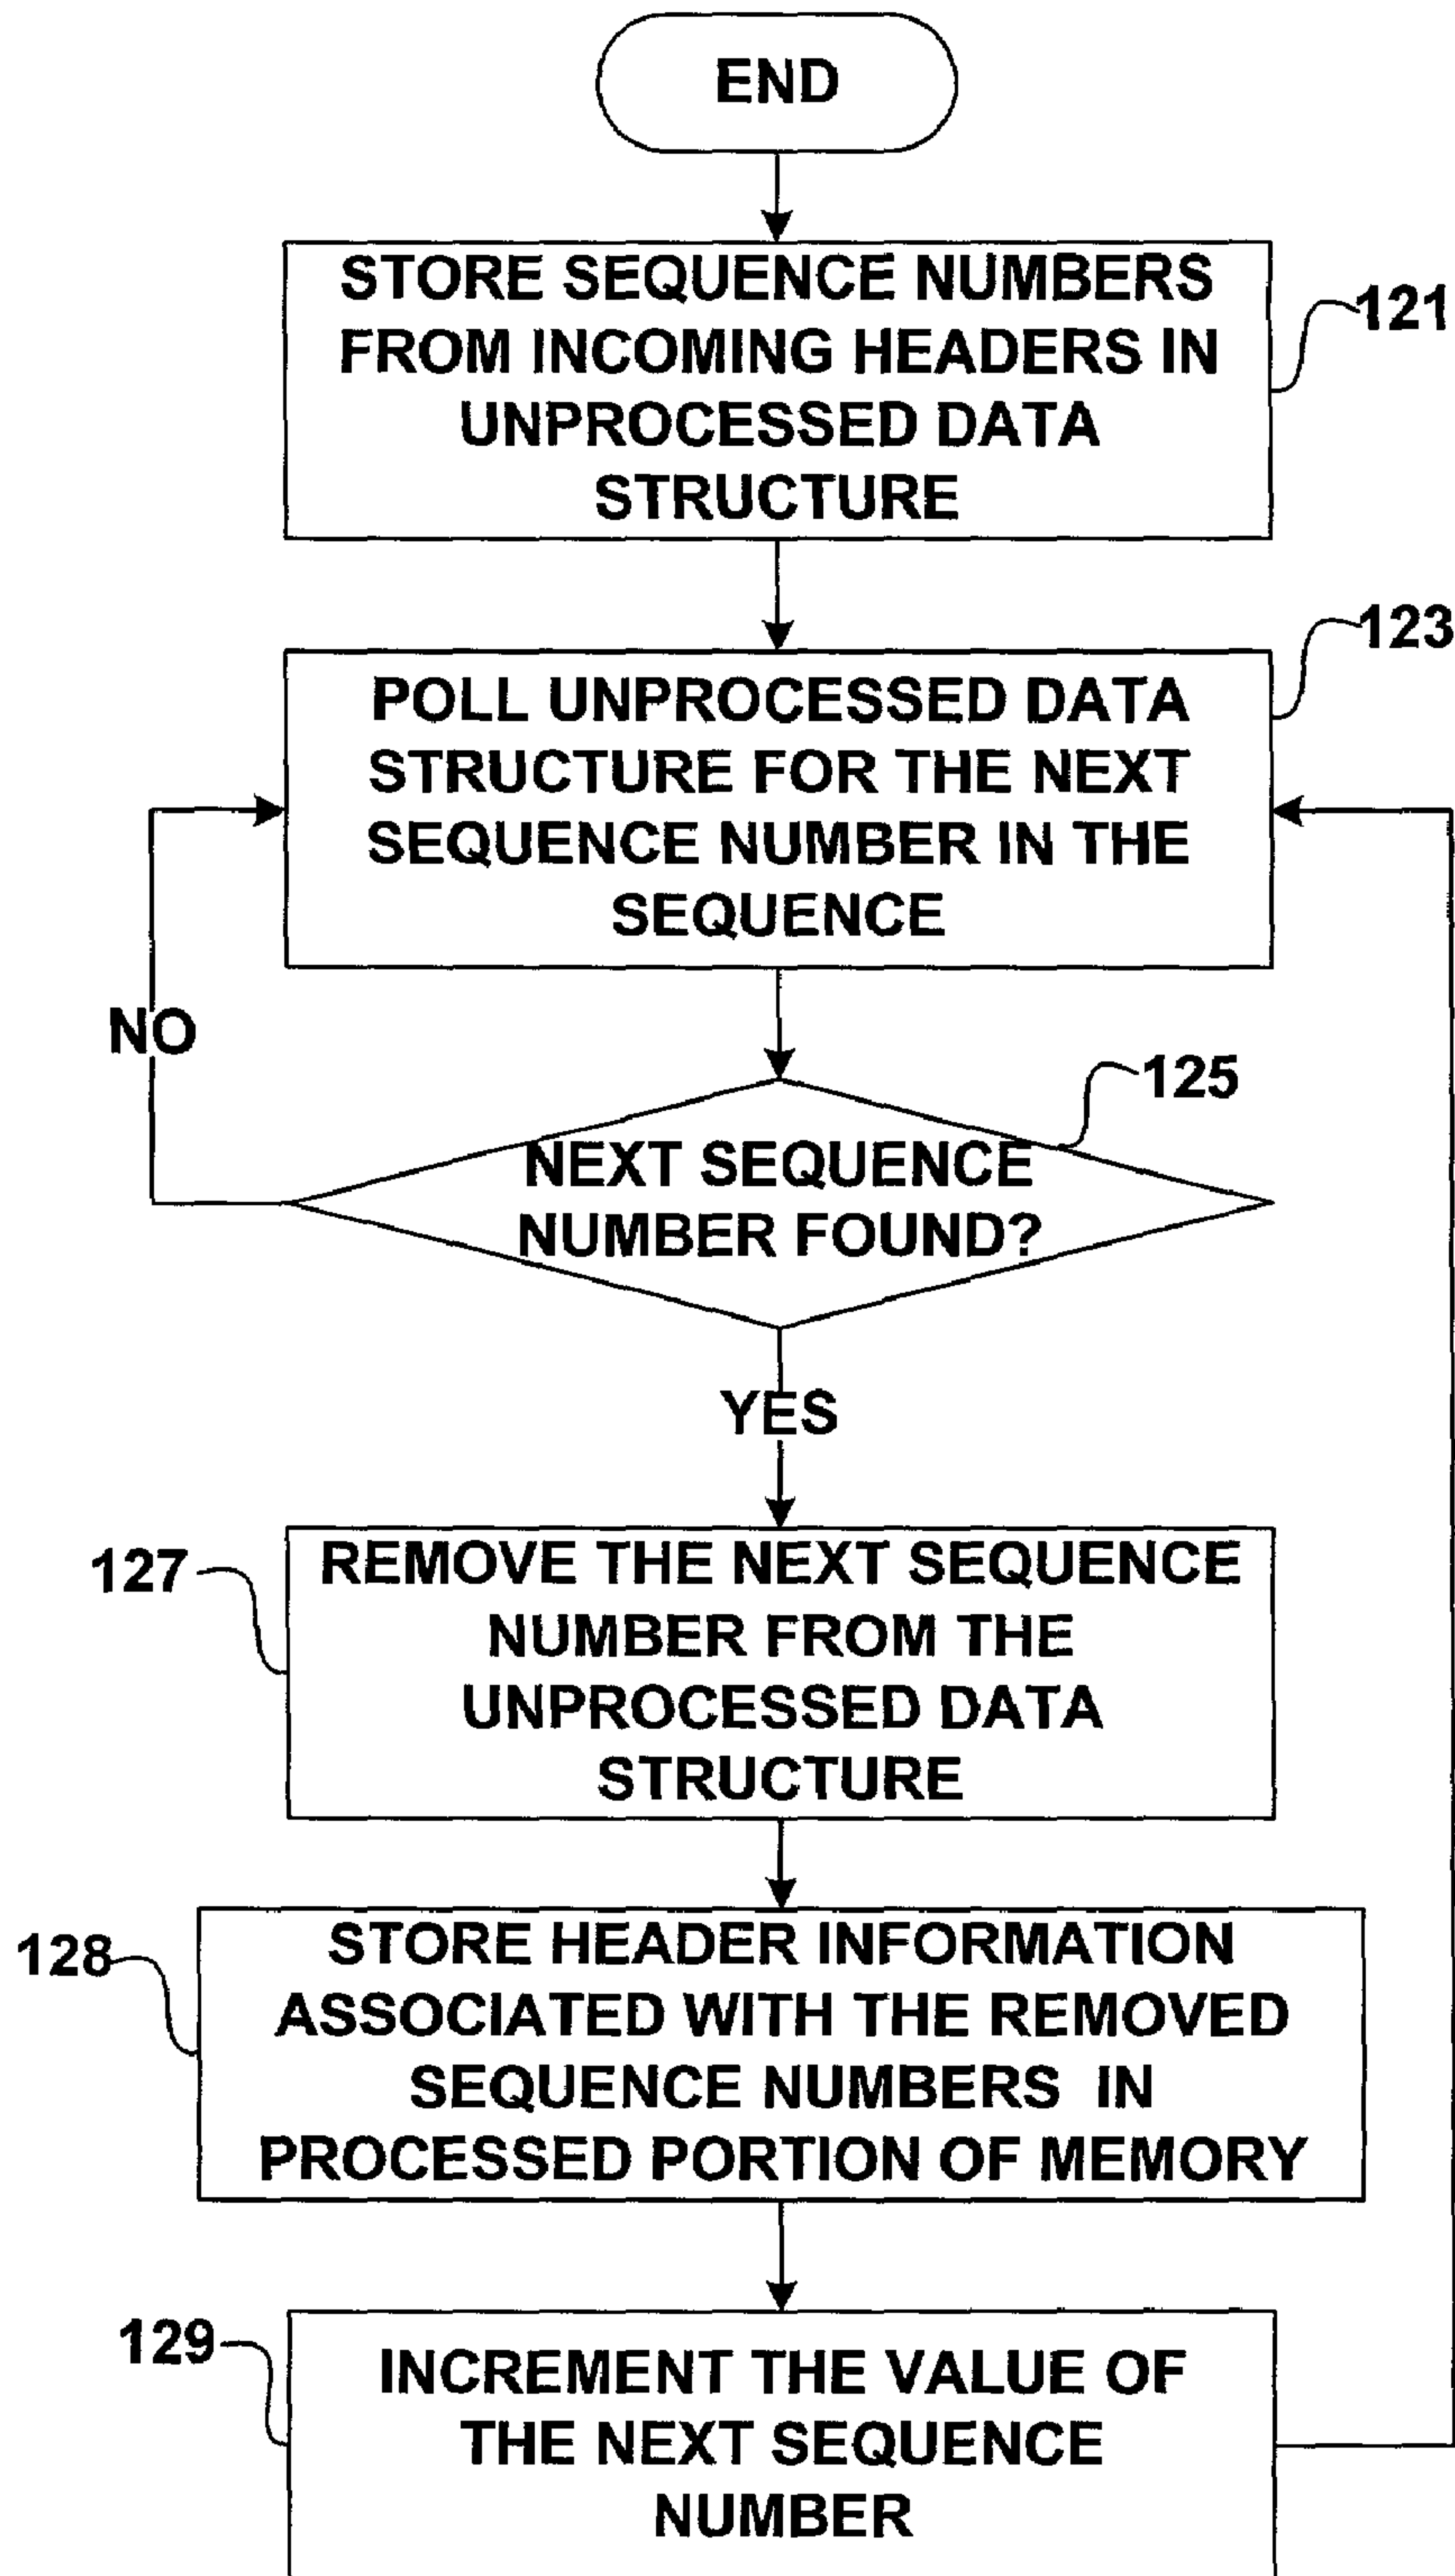 END
STORE SEQUENCE NUMBERS
FROM INCOMING HEADERS IN
UNPROCESSED DATA
STRUCTURE
121
POLL UNPROCESSED DATA
STRUCTURE FOR THE NEXT
SEQUENCE NUMBER IN THE
SEQUENCE
123
NO
125
NEXT SEQUENCE
NUMBER FOUND?
YES
127
REMOVE THE NEXT SEQUENCE
NUMBER FROM THE
UNPROCESSED DATA
STRUCTURE
128
STORE HEADER INFORMATION
ASSOCIATED WITH THE REMOVED
SEQUENCE NUMBERS IN
PROCESSED PORTION OF MEMORY
129
INCREMENT THE VALUE OF
THE NEXT SEQUENCE
NUMBER